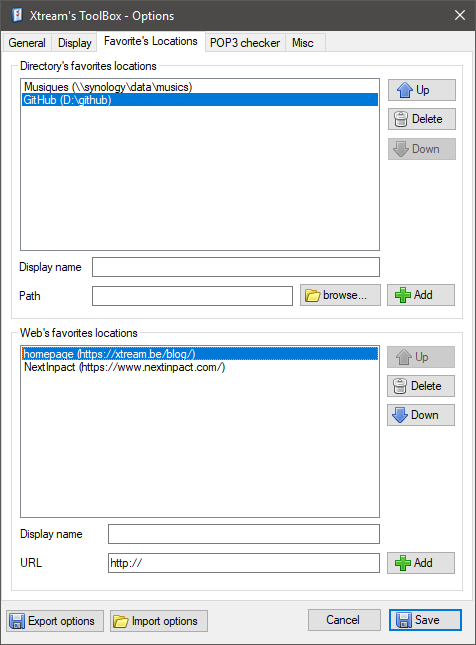 Xtream's ToolBox - Options
General Display Favorite's Locations POP3 checker Misc
Directory's favorites locations
Musiques (\\synology\data\musics)
GitHub (D:\github)
Up
Delete
Down
Display name
Path browse... Add
Web's favorites locations
homepage (https://xtream.be/blog/)
NextInpact (https://www.nextinpact.com/)
Up
Delete
Down
Display name
URL http:// Add
Export options Import options Cancel Save